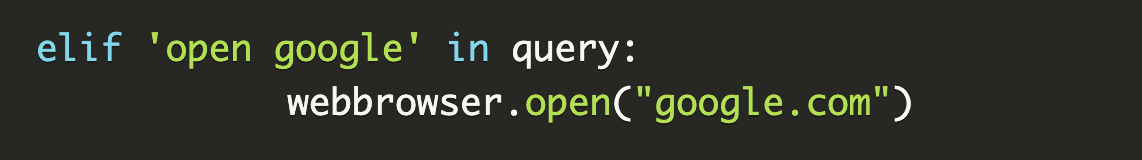 elif 'open google' in query:
webbrowser.open("google.com")